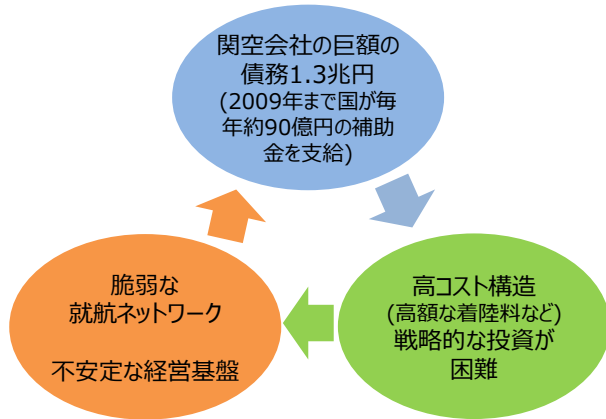 関空会社の巨額の
債務1.3兆円
(2009年まで国が毎
年約90億円の補助
金を支給)
脆弱な
就航ネットワーク
不安定な経営基盤
高コスト構造
(高額な着陸料など)
戦略的な投資が
困難